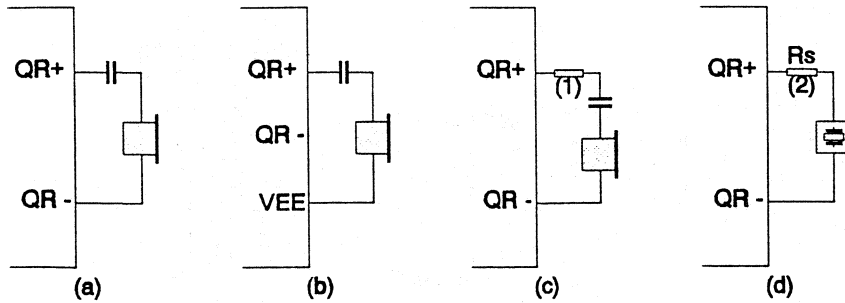 QR+
QR -
(a)
QR+
QR -
VEE
(b)
QR+
(1)
QR -
(c)
QR+
Rs
(2)
QR -
(d)